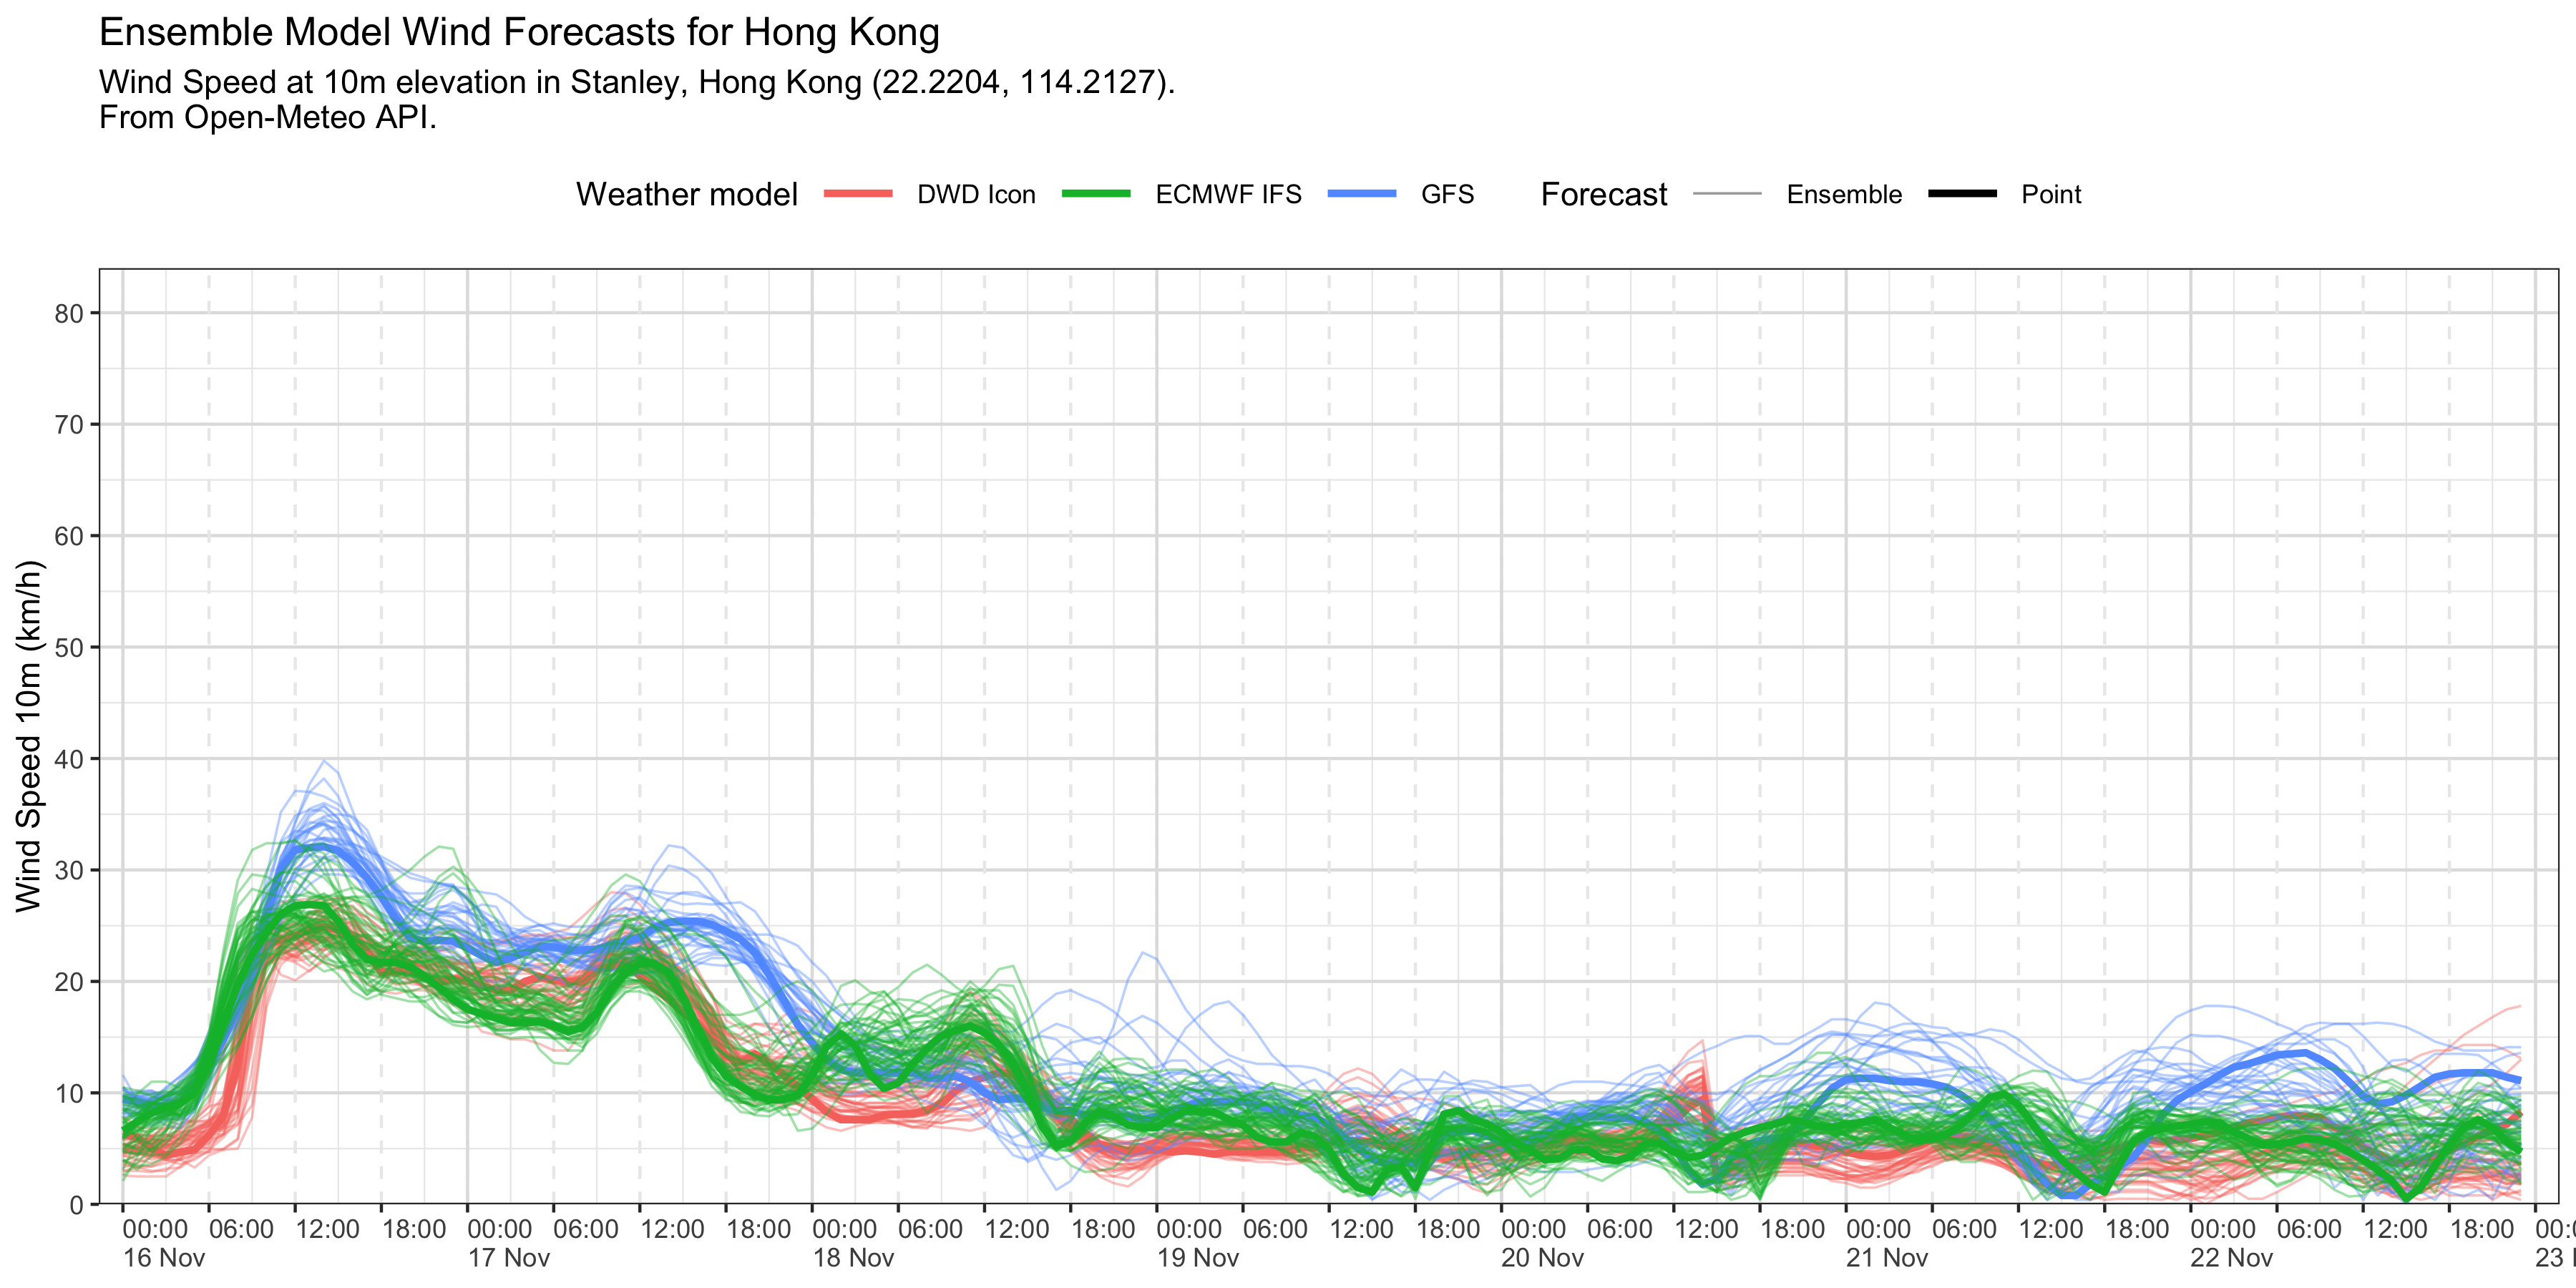 Ensemble Model Wind Forecasts for Hong Kong
Wind Speed at 10m elevation in Stanley, Hong Kong (22.2204, 114.2127).
From Open-Meteo API.
Weather model DWD Icon ECMWF IFS GFS Forecast Ensemble Point
Wind Speed 10m (km/h)
80
70
60
50
40
30
20
10
0
00:00 06:00 12:00 18:00 00:00 06:00 12:00 18:00 00:00 06:00 12:00 18:00 00:00 06:00 12:00 18:00 00:00 06:00 12:00 18:00 00:00 06:00 12:00 18:00 00:00 06:00 12:00 18:00 00:0
16 Nov 17 Nov 18 Nov 19 Nov 20 Nov 21 Nov 22 Nov 23